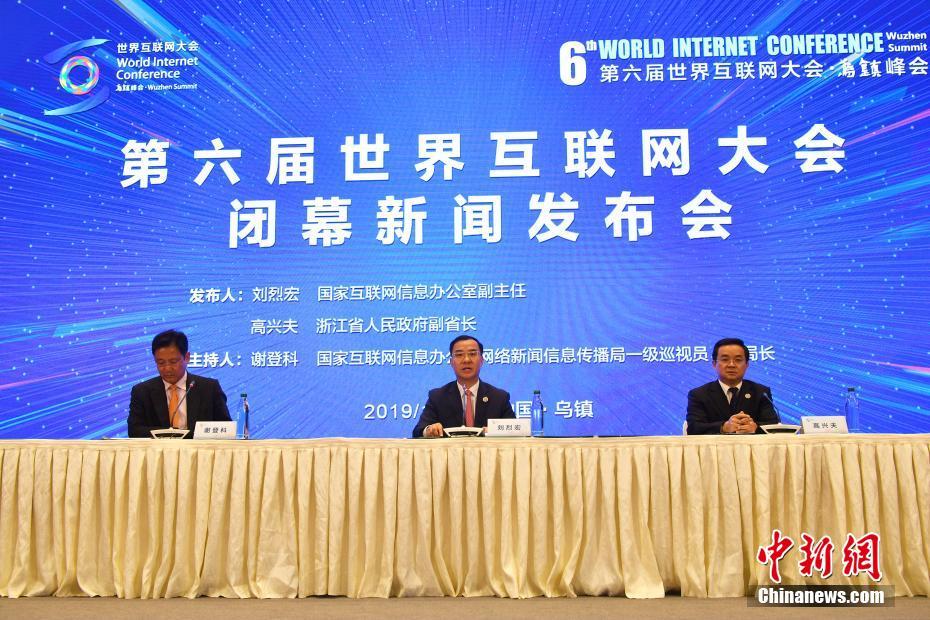 世界互联网大会
World Internet
Conference
乌镇峰会·Wuzhen Summit
6th WORLD INTERNET CONFERENCE Wuzhen Summit
第六届世界互联网大会·乌镇峰会
第六届世界互联网大会
闭幕新闻发布会
发布人：刘烈宏 国家互联网信息办公室副主任
高兴夫 浙江省人民政府副省长
主持人：谢登科 国家互联网信息办 网络新闻信息传播局一级巡视员 局长
2019/ 国·乌镇
谢登科
刘烈宏
高兴夫
中新网
Chinanews.com